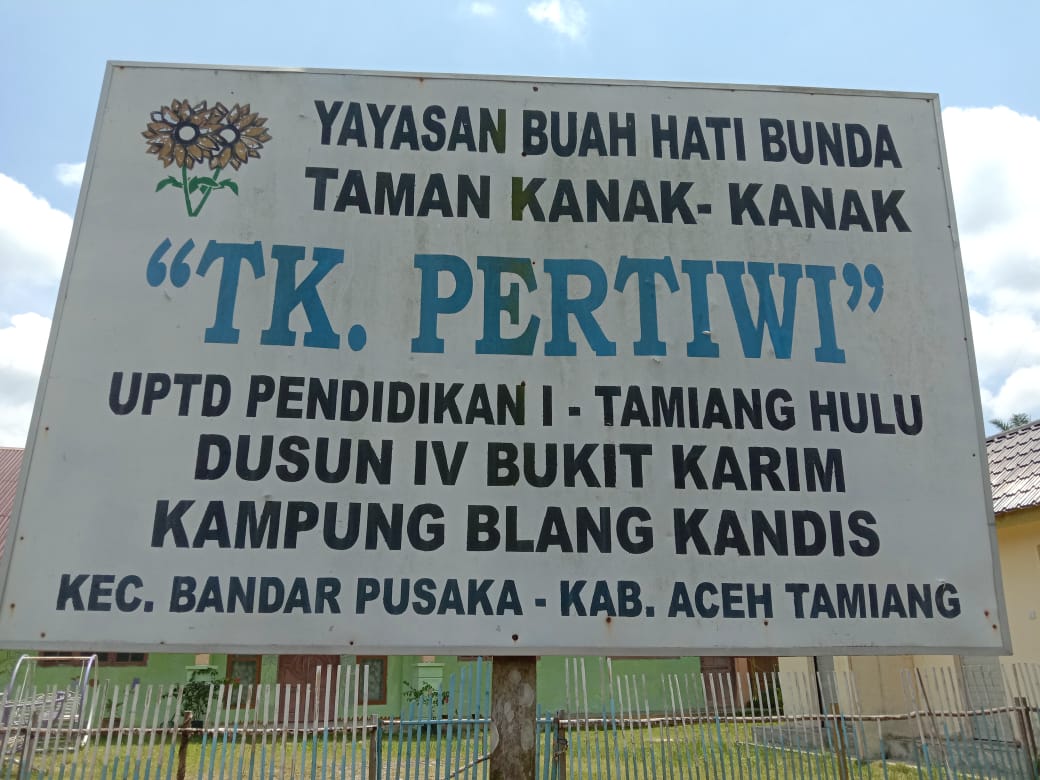 YAYASAN BUAH HATI BUNDA
TAMAN KANAK- KANAK
“TK. PERTIWI”
UPTD PENDIDIKAN I - TAMIANG HULU
DUSUN IV BUKIT KARIM
KAMPUNG BLANG KANDIS
KEC. BANDAR PUSAKA - KAB. ACEH TAMIANG